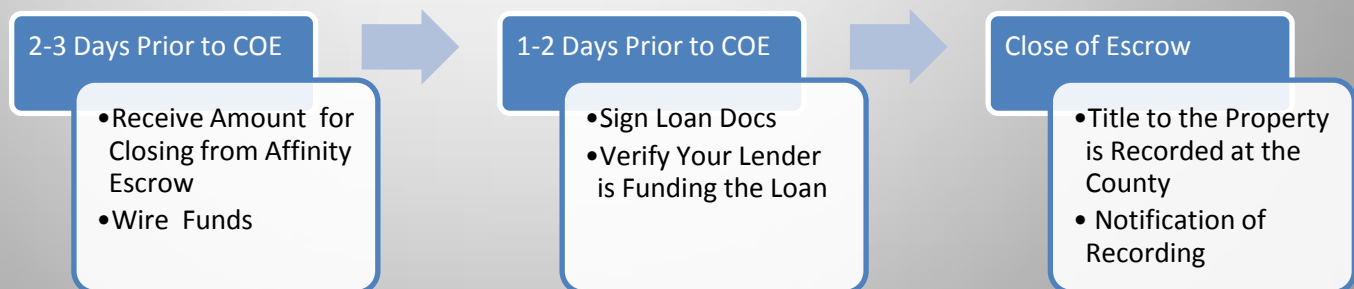 2-3 Days Prior to COE
•Receive Amount for
Closing from Affinity
Escrow
•Wire Funds
1-2 Days Prior to COE
•Sign Loan Docs
•Verify Your Lender
is Funding the Loan
Close of Escrow
•Title to the Property
is Recorded at the
County
• Notification of
Recording